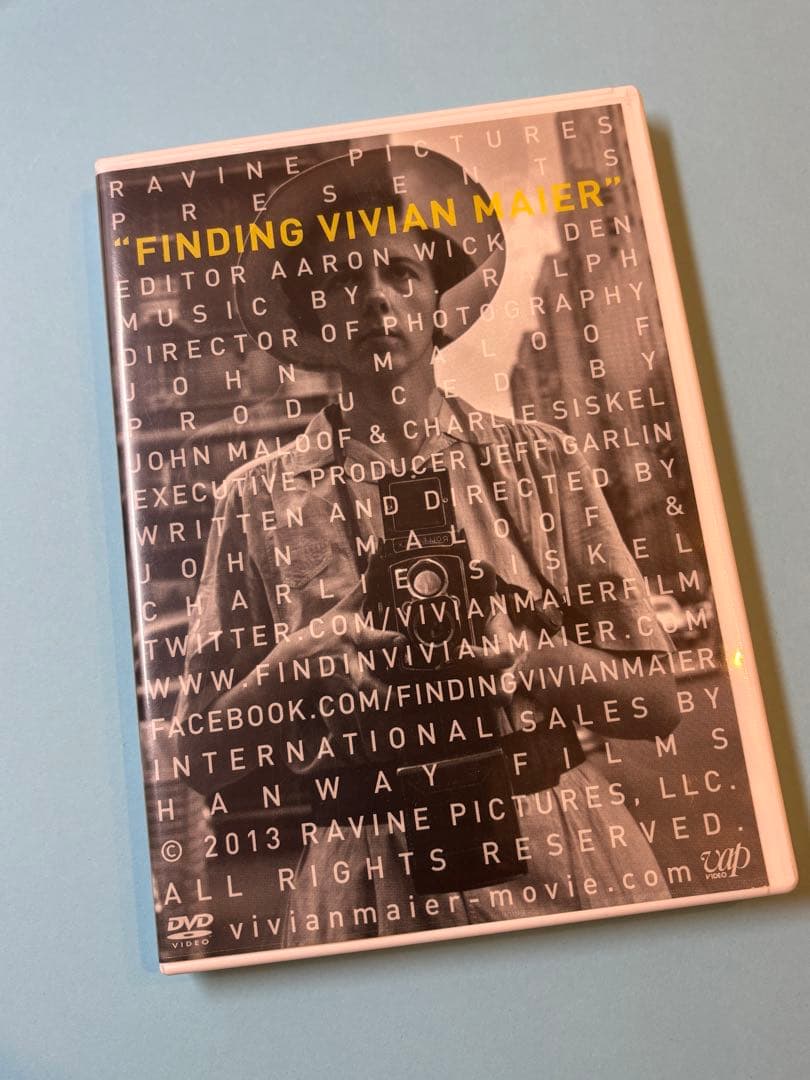 RAVINE PICTURES
PRESENTS
"FINDING VIVIAN MAIER"
EDITOR AARON WICKENDEN
MUSIC BY J. RALPH
DIRECTOR OF PHOTOGRAPHY
JOHN MALOOF
PRODUCED BY
JOHN MALOOF & CHARLIE SISKEL
EXECUTIVE PRODUCER JEFF GARLIN
WRITTEN AND DIRECTED BY
JOHN MALOOF &
CHARLIE SISKEL
TWITTER.COM/VIVIANMAIERFILM
WWW.FINDINVIVIANMAIER.COM
FACEBOOK.COM/FINDINGVIVIANMAIER
INTERNATIONAL SALES BY
HANWAY FILMS
© 2013 RAVINE PICTURES, LLC.
ALL RIGHTS RESERVED.
vap
VIDEO
DVD
VIDEO
vivianmaier-movie.com